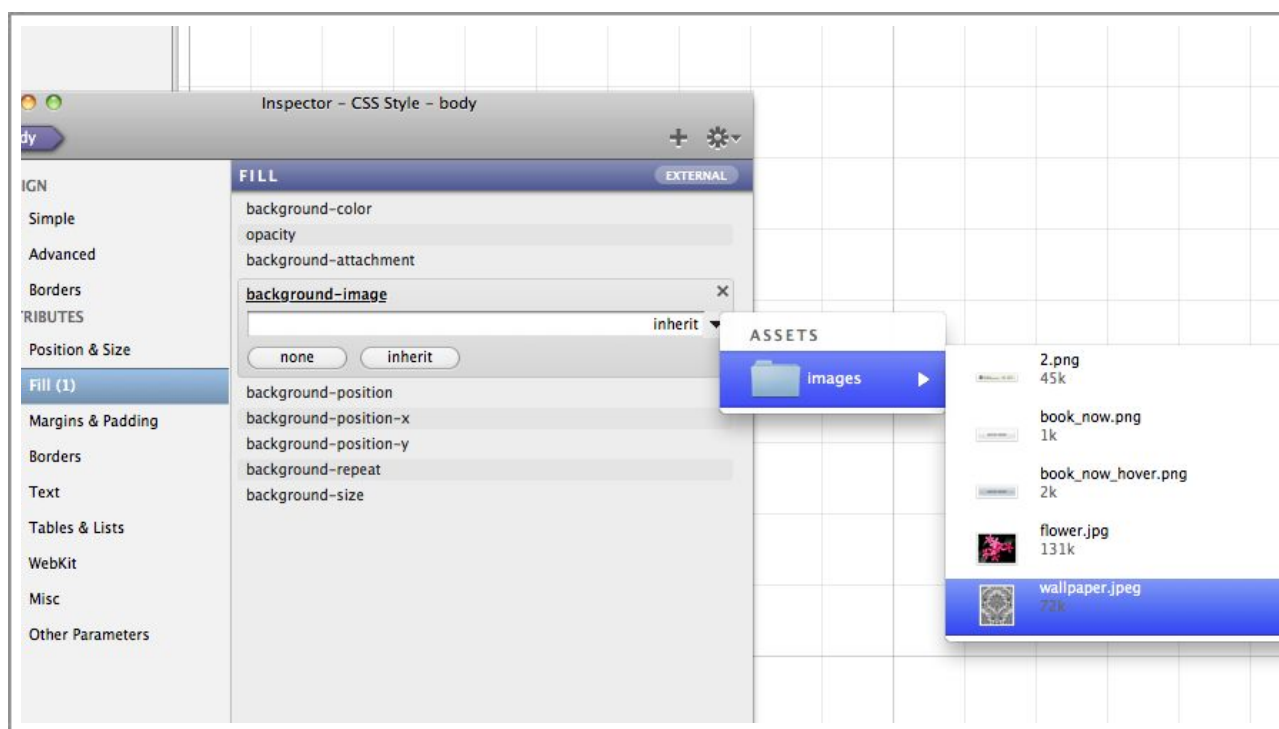 Inspector – CSS Style – body
dy
IGN
Simple
Advanced
Borders
RIBUTES
Position & Size
Fill (1)
Margins & Padding
Borders
Text
Tables & Lists
WebKit
Misc
Other Parameters
FILL
EXTERNAL
background-color
opacity
background-attachment
background-image
inherit
none
inherit
background-position
background-position-x
background-position-y
background-repeat
background-size
ASSETS
images
2.png
45k
book_now.png
1k
book_now_hover.png
2k
flower.jpg
131k
wallpaper.jpeg
72k